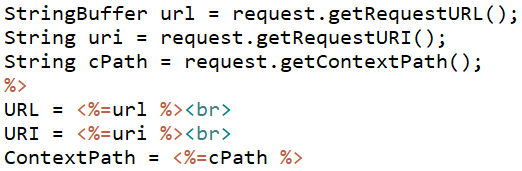 StringBuffer url = request.getRequestURL();
String uri = request.getRequestURI();
String cPath = request.getContextPath();
%>
URL = <%=url %><br>
URI = <%=uri %><br>
ContextPath = <%=cPath %>